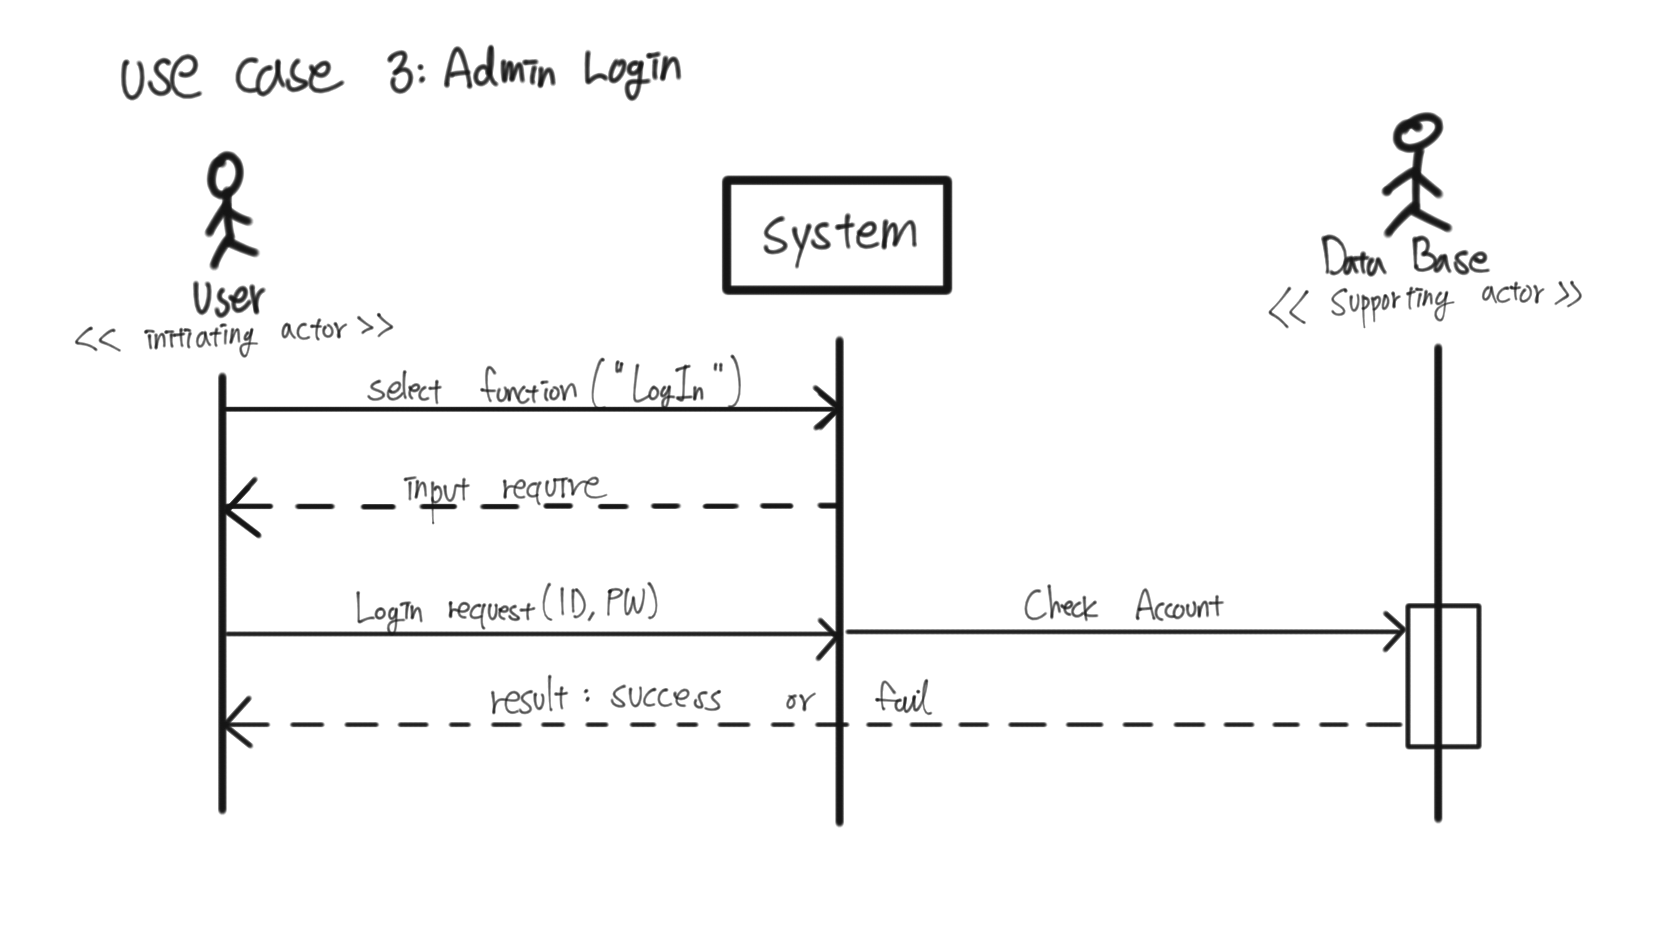 Use case 3: Admin Login
System
User
<< initiating actor >>
Data Base
<< Supporting actor >>
select function ("LogIn")
input require
Login request (ID, PW)
Check Account
result: success or fail